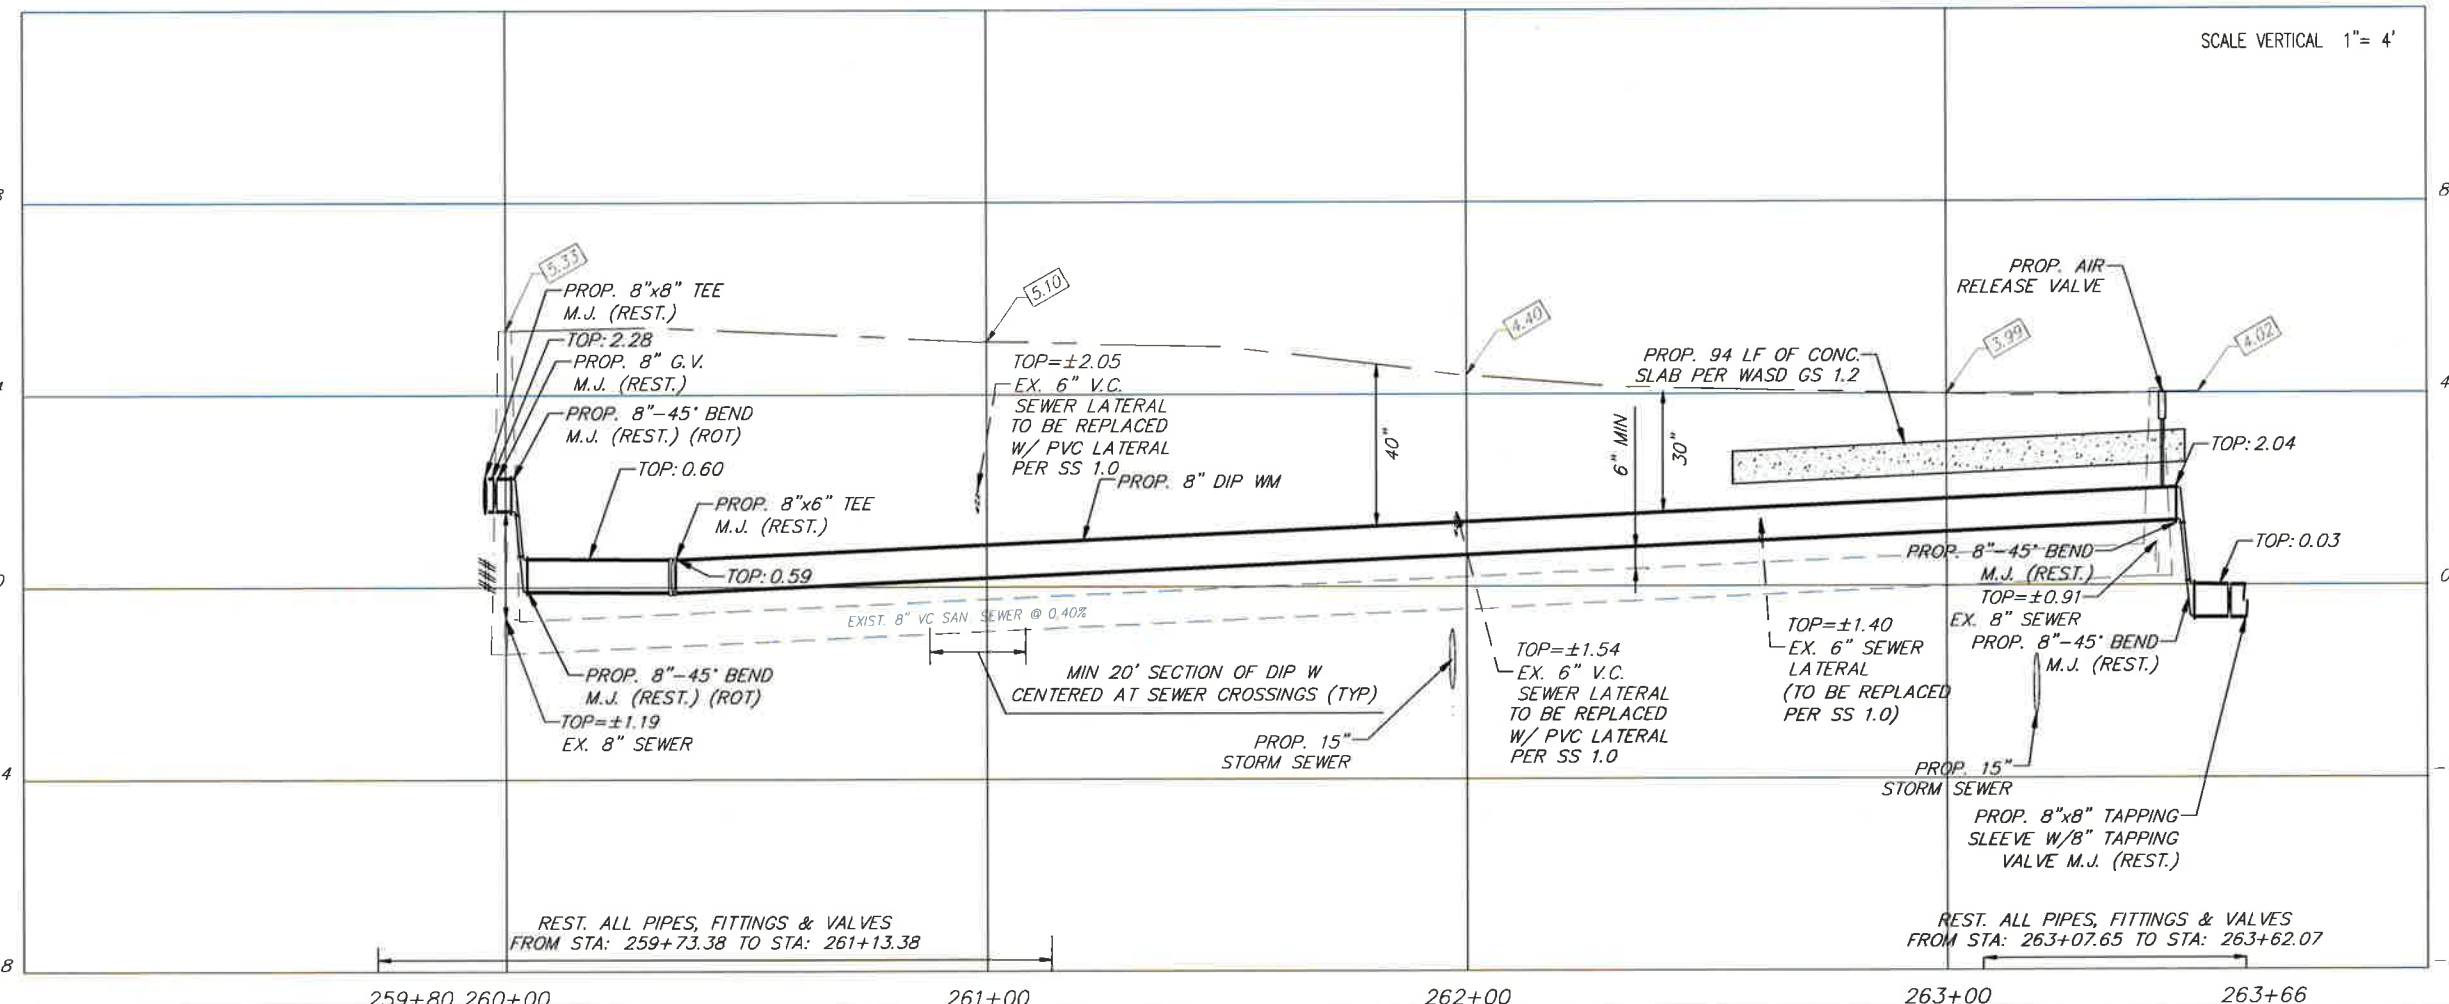 SCALE VERTICAL 1"= 4'
8
8
5.33
PROP. 8"x8" TEE
M.J. (REST.)
TOP: 2.28
PROP. 8" G.V.
M.J. (REST.)
PROP. 8"-45° BEND
M.J. (REST.) (ROT)
TOP: 0.60
PROP. 8"x6" TEE
M.J. (REST.)
TOP: 0.59
5.10
TOP=±2.05
EX. 6" V.C.
SEWER LATERAL
TO BE REPLACED
W/ PVC LATERAL
PER SS 1.0
PROP. 8" DIP WM
40"
4.40
6" MIN
30"
PROP. 94 LF OF CONC.
SLAB PER WASD GS 1.2
3.99
PROP. AIR
RELEASE VALVE
4.02
4
4
TOP: 2.04
TOP: 0.03
0
0
EXIST. 8" VC SAN. SEWER @ 0.40%
PROP. 8"-45° BEND
M.J. (REST.) (ROT)
TOP=±1.19
EX. 8" SEWER
MIN 20' SECTION OF DIP W
CENTERED AT SEWER CROSSINGS (TYP)
PROP. 15"
STORM SEWER
TOP=±1.54
EX. 6" V.C.
SEWER LATERAL
TO BE REPLACED
W/ PVC LATERAL
PER SS 1.0
TOP=±1.40
EX. 6" SEWER
LATERAL
(TO BE REPLACED
PER SS 1.0)
PROP. 8"-45° BEND
M.J. (REST.)
TOP=±0.91
EX. 8" SEWER
PROP. 8"-45° BEND
M.J. (REST.)
PROP. 15"
STORM SEWER
PROP. 8"x8" TAPPING
SLEEVE W/8" TAPPING
VALVE M.J. (REST.)
4
REST. ALL PIPES, FITTINGS & VALVES
FROM STA: 259+73.38 TO STA: 261+13.38
REST. ALL PIPES, FITTINGS & VALVES
FROM STA: 263+07.65 TO STA: 263+62.07
8
259+80 260+00 261+00 262+00 263+00 263+66